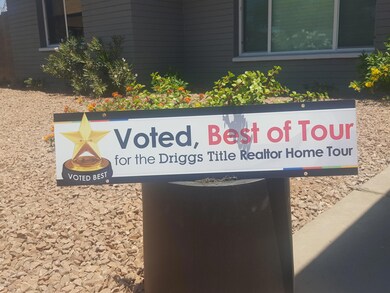 Voted, Best of Tour
for the Driggs Title Realtor Home Tour
VOTED BEST